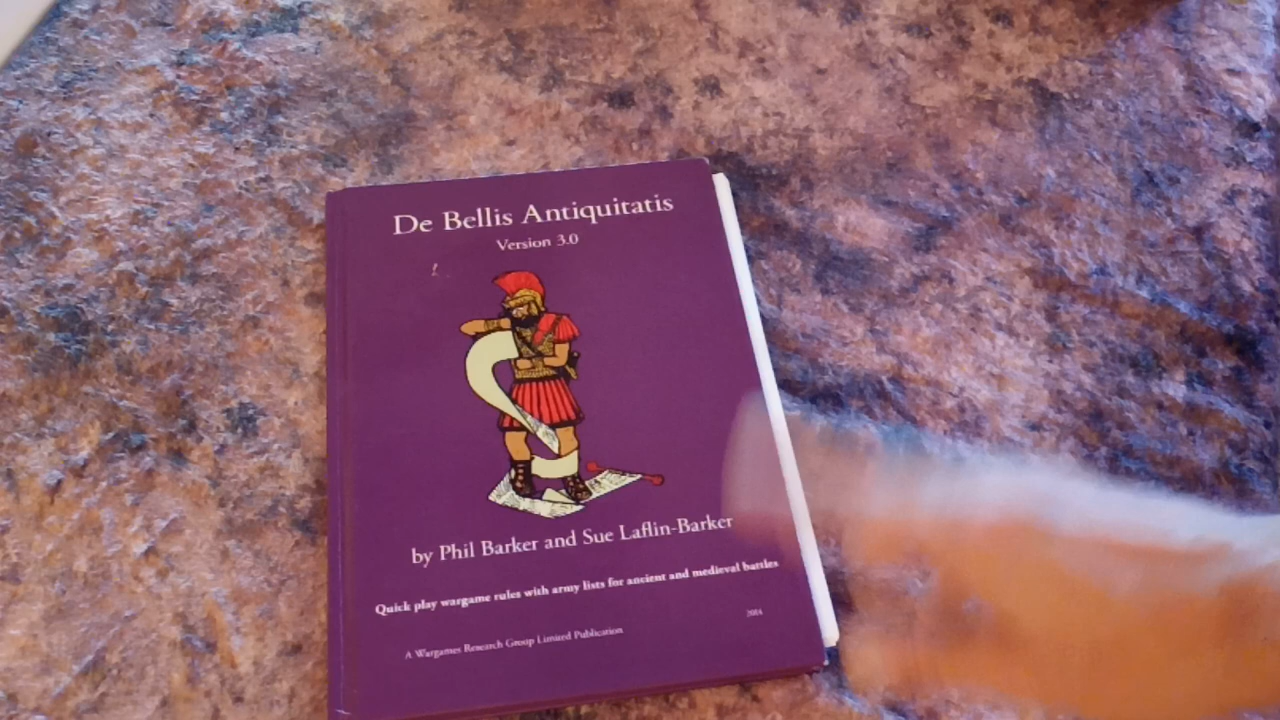 De Bellis Antiquitatis
Version 3.0
by Phil Barker and Sue Laflin-Barker
Quick play wargame rules with army lists for ancient and medieval battles
2014
A Wargames Research Group Limited Publication